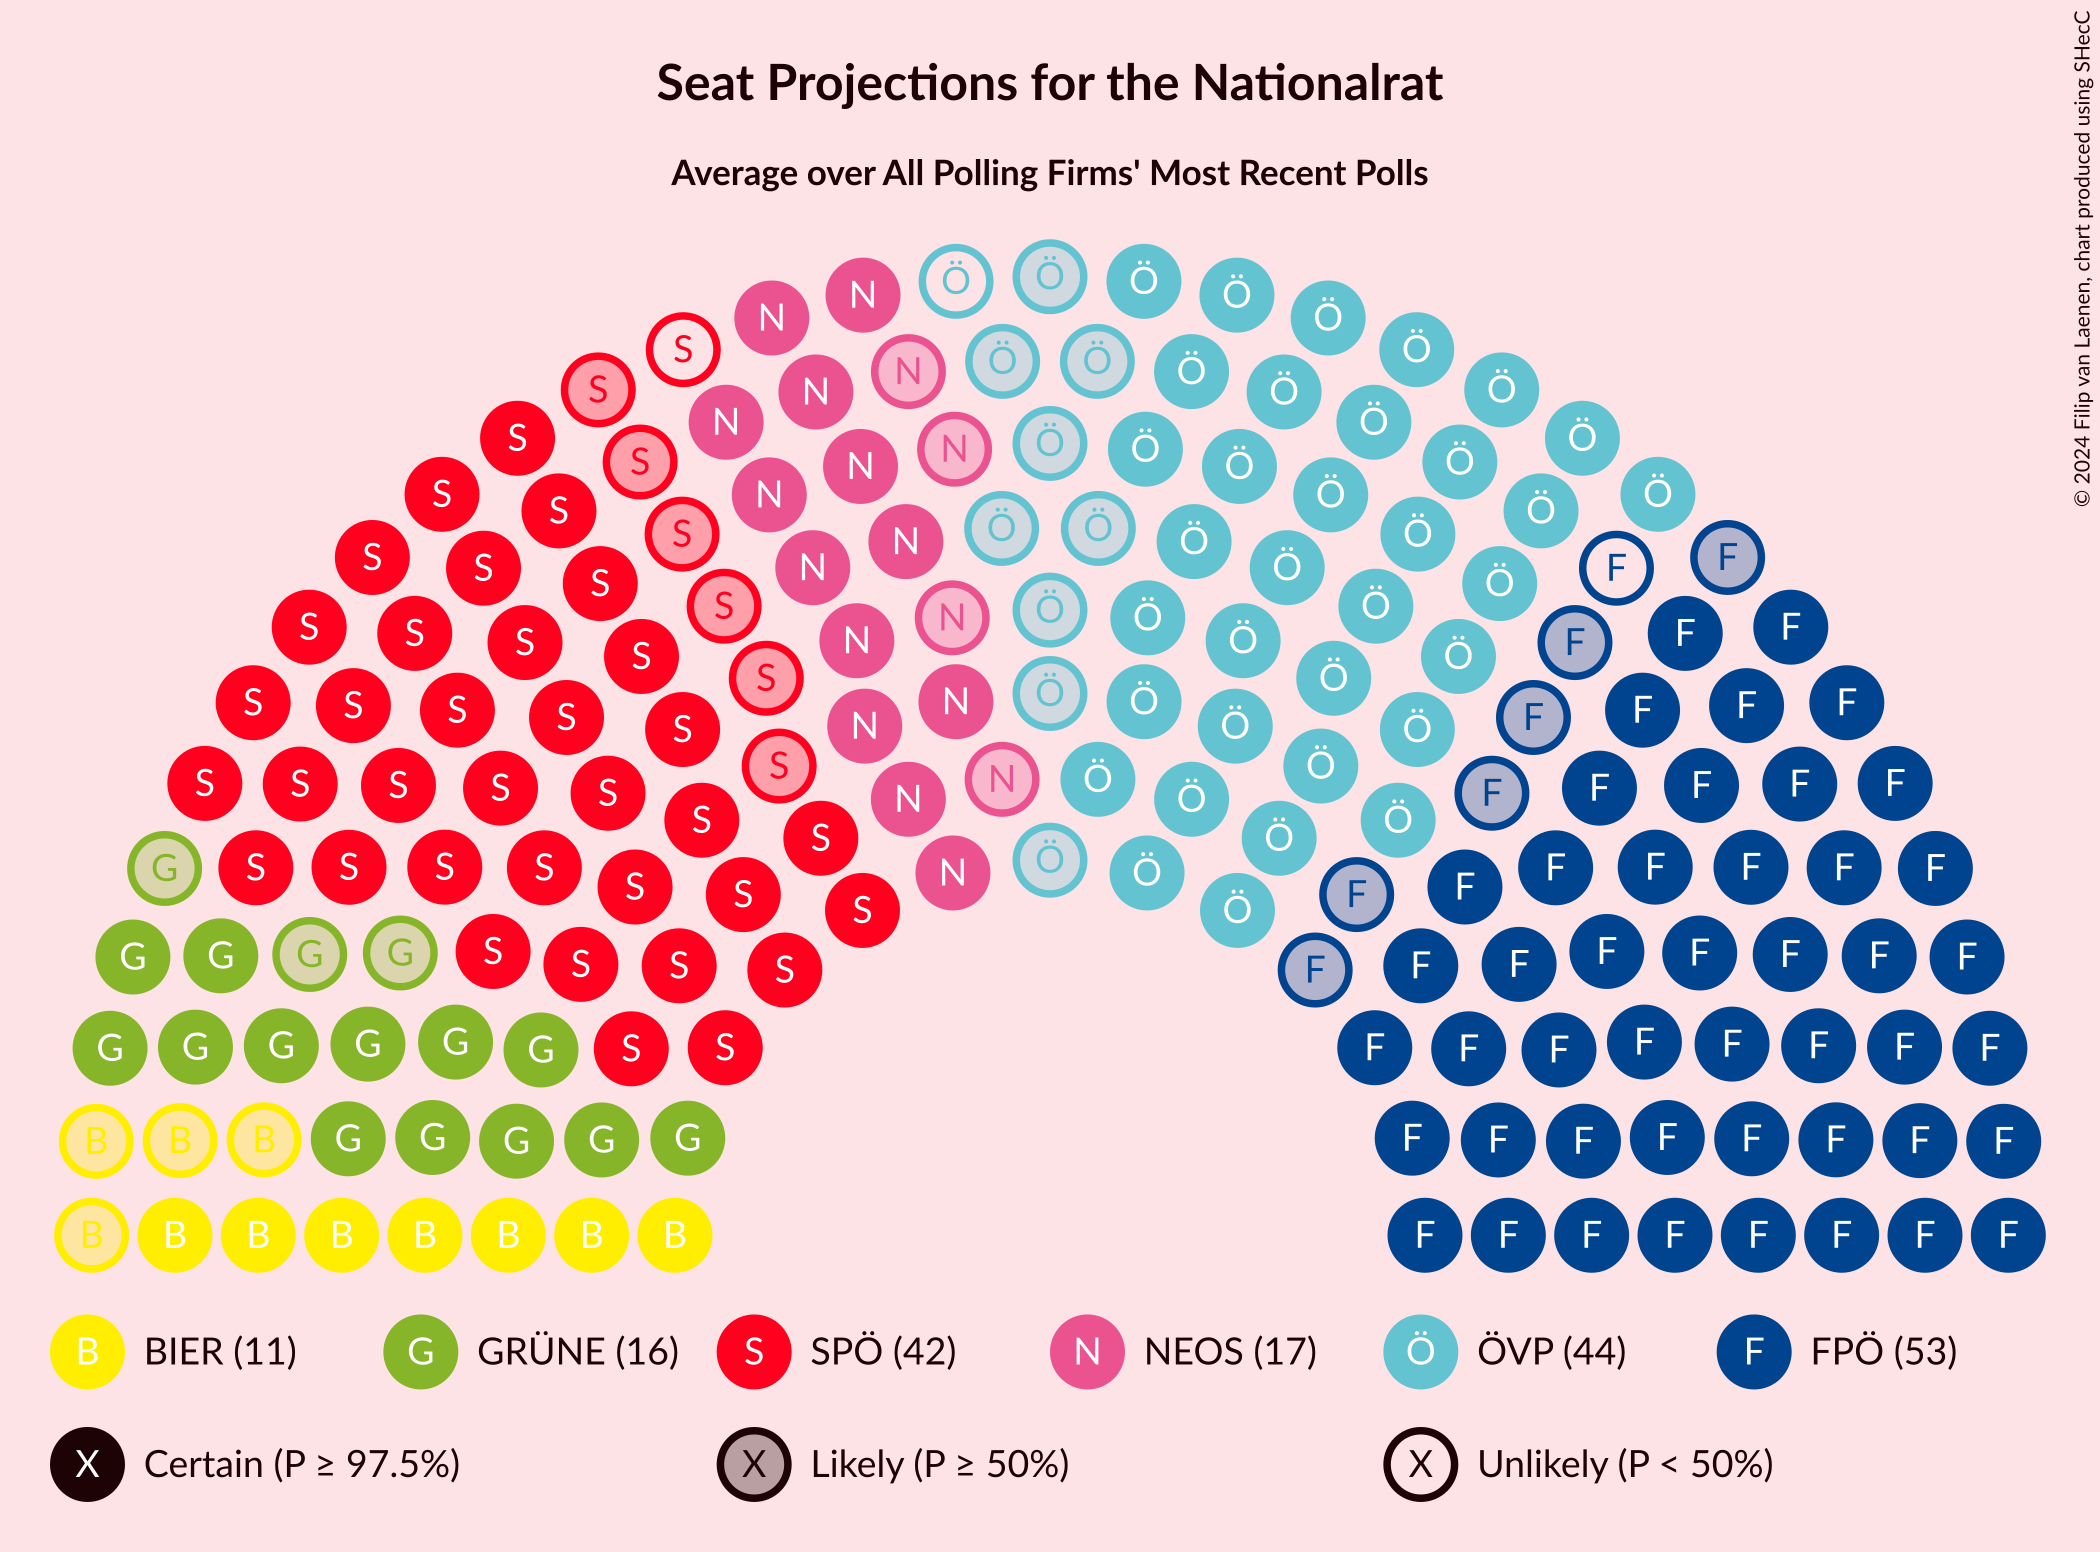 Seat Projections for the Nationalrat
Average over All Polling Firms' Most Recent Polls
© 2024 Filip van Laenen, chart produced using SHecC
Ö Ö Ö Ö
N N Ö Ö
S N Ö Ö Ö Ö N
S Ö Ö Ö
N N Ö Ö
S N Ö Ö
S Ö Ö Ö Ö
S N N Ö Ö Ö
S S Ö Ö
S N N Ö Ö Ö Ö
S F F
S N Ö Ö
S S S N Ö Ö Ö F F F
S S N Ö Ö F
S S S N Ö Ö Ö F F
S S S S S N N Ö Ö Ö Ö Ö F F F F
S S S S S S N N Ö Ö Ö F F F F F
S S Ö Ö
G S S S S N Ö Ö F F F F F
S S F F
S N Ö
G G G G S S S S F F F F F F F F
G G G G G G S S F F F F F F F F
B B B G G G G G F F F F F F F F
B B B B B B B B F F F F F F F F
B BIER (11) G GRÜNE (16) S SPÖ (42) N NEOS (17) Ö ÖVP (44) F FPÖ (53)
X Certain (P ≥ 97.5%) X Likely (P ≥ 50%) X Unlikely (P < 50%)